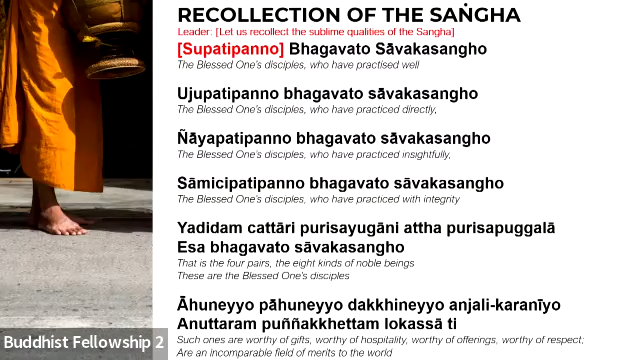 RECOLLECTION OF THE SAṄGHA
Leader: [Let us recollect the sublime qualities of the Sangha]
[Supatipanno] Bhagavato Sāvakasangho
The Blessed One's disciples, who have practised well
Ujupatipanno bhagavato sāvakasangho
The Blessed One's disciples, who have practiced directly,
Ñāyapatipanno bhagavato sāvakasangho
The Blessed One's disciples, who have practiced insightfully,
Sāmicipatipanno bhagavato sāvakasangho
The Blessed One's disciples, who have practiced with integrity
Yadidam cattāri purisayugāni attha purisapuggalā
Esa bhagavato sāvakasangho
That is the four pairs, the eight kinds of noble beings
These are the Blessed One's disciples
Āhuneyyo pāhuneyyo dakkhineyyo anjali-karanīyo
Anuttaram puññakkhettam lokassā ti
Such ones are worthy of gifts, worthy of hospitality, worthy of offerings, worthy of respect;
Are an incomparable field of merits to the world
Buddhist Fellowship 2